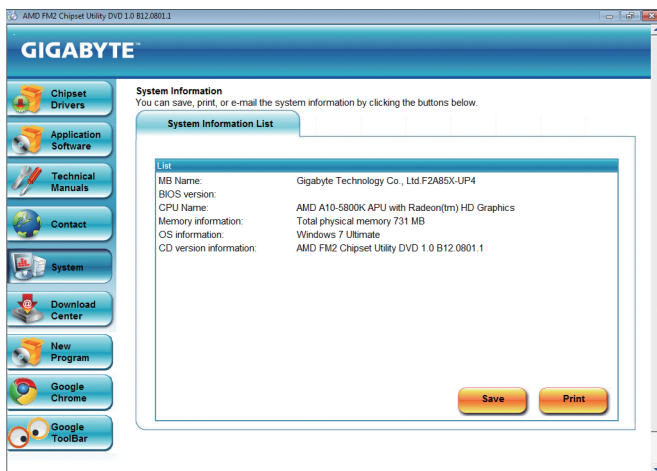 AMD FM2 Chipset Utility DVD 1.0 B12.0801.1
GIGABYTE™
Chipset
Drivers
Application
Software
Technical
Manuals
Contact
System
Download
Center
New
Program
Google
Chrome
Google
ToolBar
System Information
You can save, print, or e-mail the system information by clicking the buttons below.
System Information List
List
MB Name: Gigabyte Technology Co., Ltd.F2A85X-UP4
BIOS version:
CPU Name: AMD A10-5800K APU with Radeon(tm) HD Graphics
Memory information: Total physical memory 731 MB
OS information: Windows 7 Ultimate
CD version information: AMD FM2 Chipset Utility DVD 1.0 B12.0801.1
Save Print